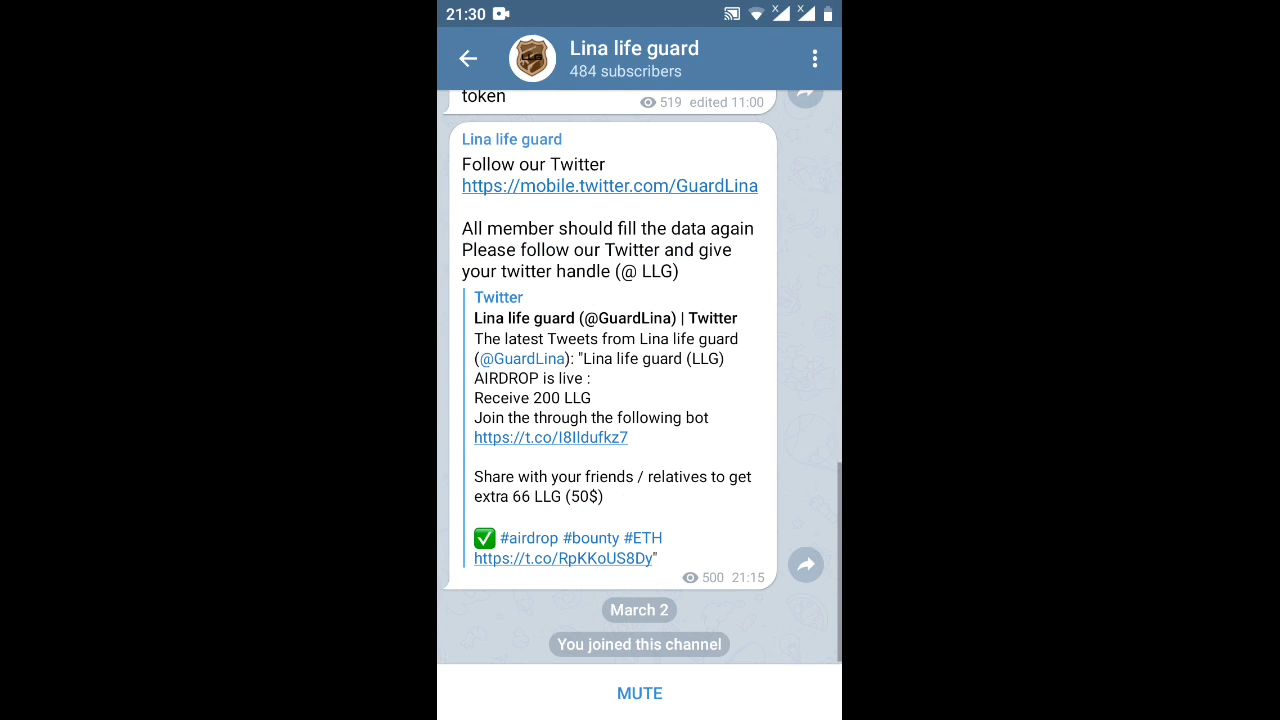 21:30
Lina life guard
484 subscribers
token
519 edited 11:00
Lina life guard
Follow our Twitter
https://mobile.twitter.com/GuardLina
All member should fill the data again
Please follow our Twitter and give
your twitter handle (@ LLG)
Twitter
Lina life guard (@GuardLina) | Twitter
The latest Tweets from Lina life guard
(@GuardLina): "Lina life guard (LLG)
AIRDROP is live :
Receive 200 LLG
Join the through the following bot
https://t.co/I8Ildufkz7
Share with your friends / relatives to get
extra 66 LLG (50$)
✅ #airdrop #bounty #ETH
https://t.co/RpKKoUS8Dy"
500 21:15
March 2
You joined this channel
MUTE